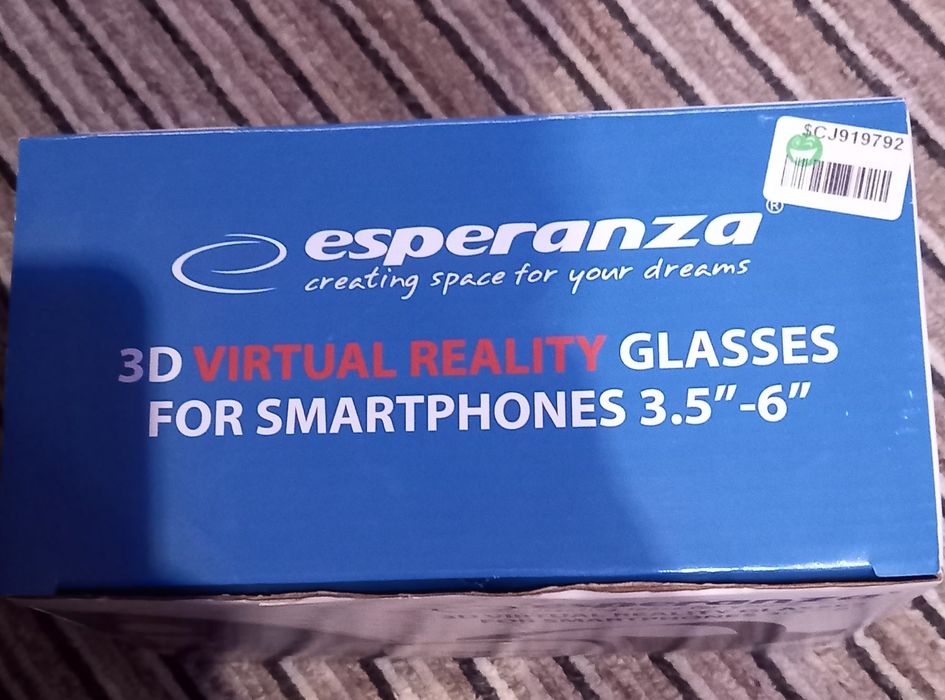 $CJ919792
esperanza®
creating space for your dreams
3D VIRTUAL REALITY GLASSES
FOR SMARTPHONES 3.5"-6"